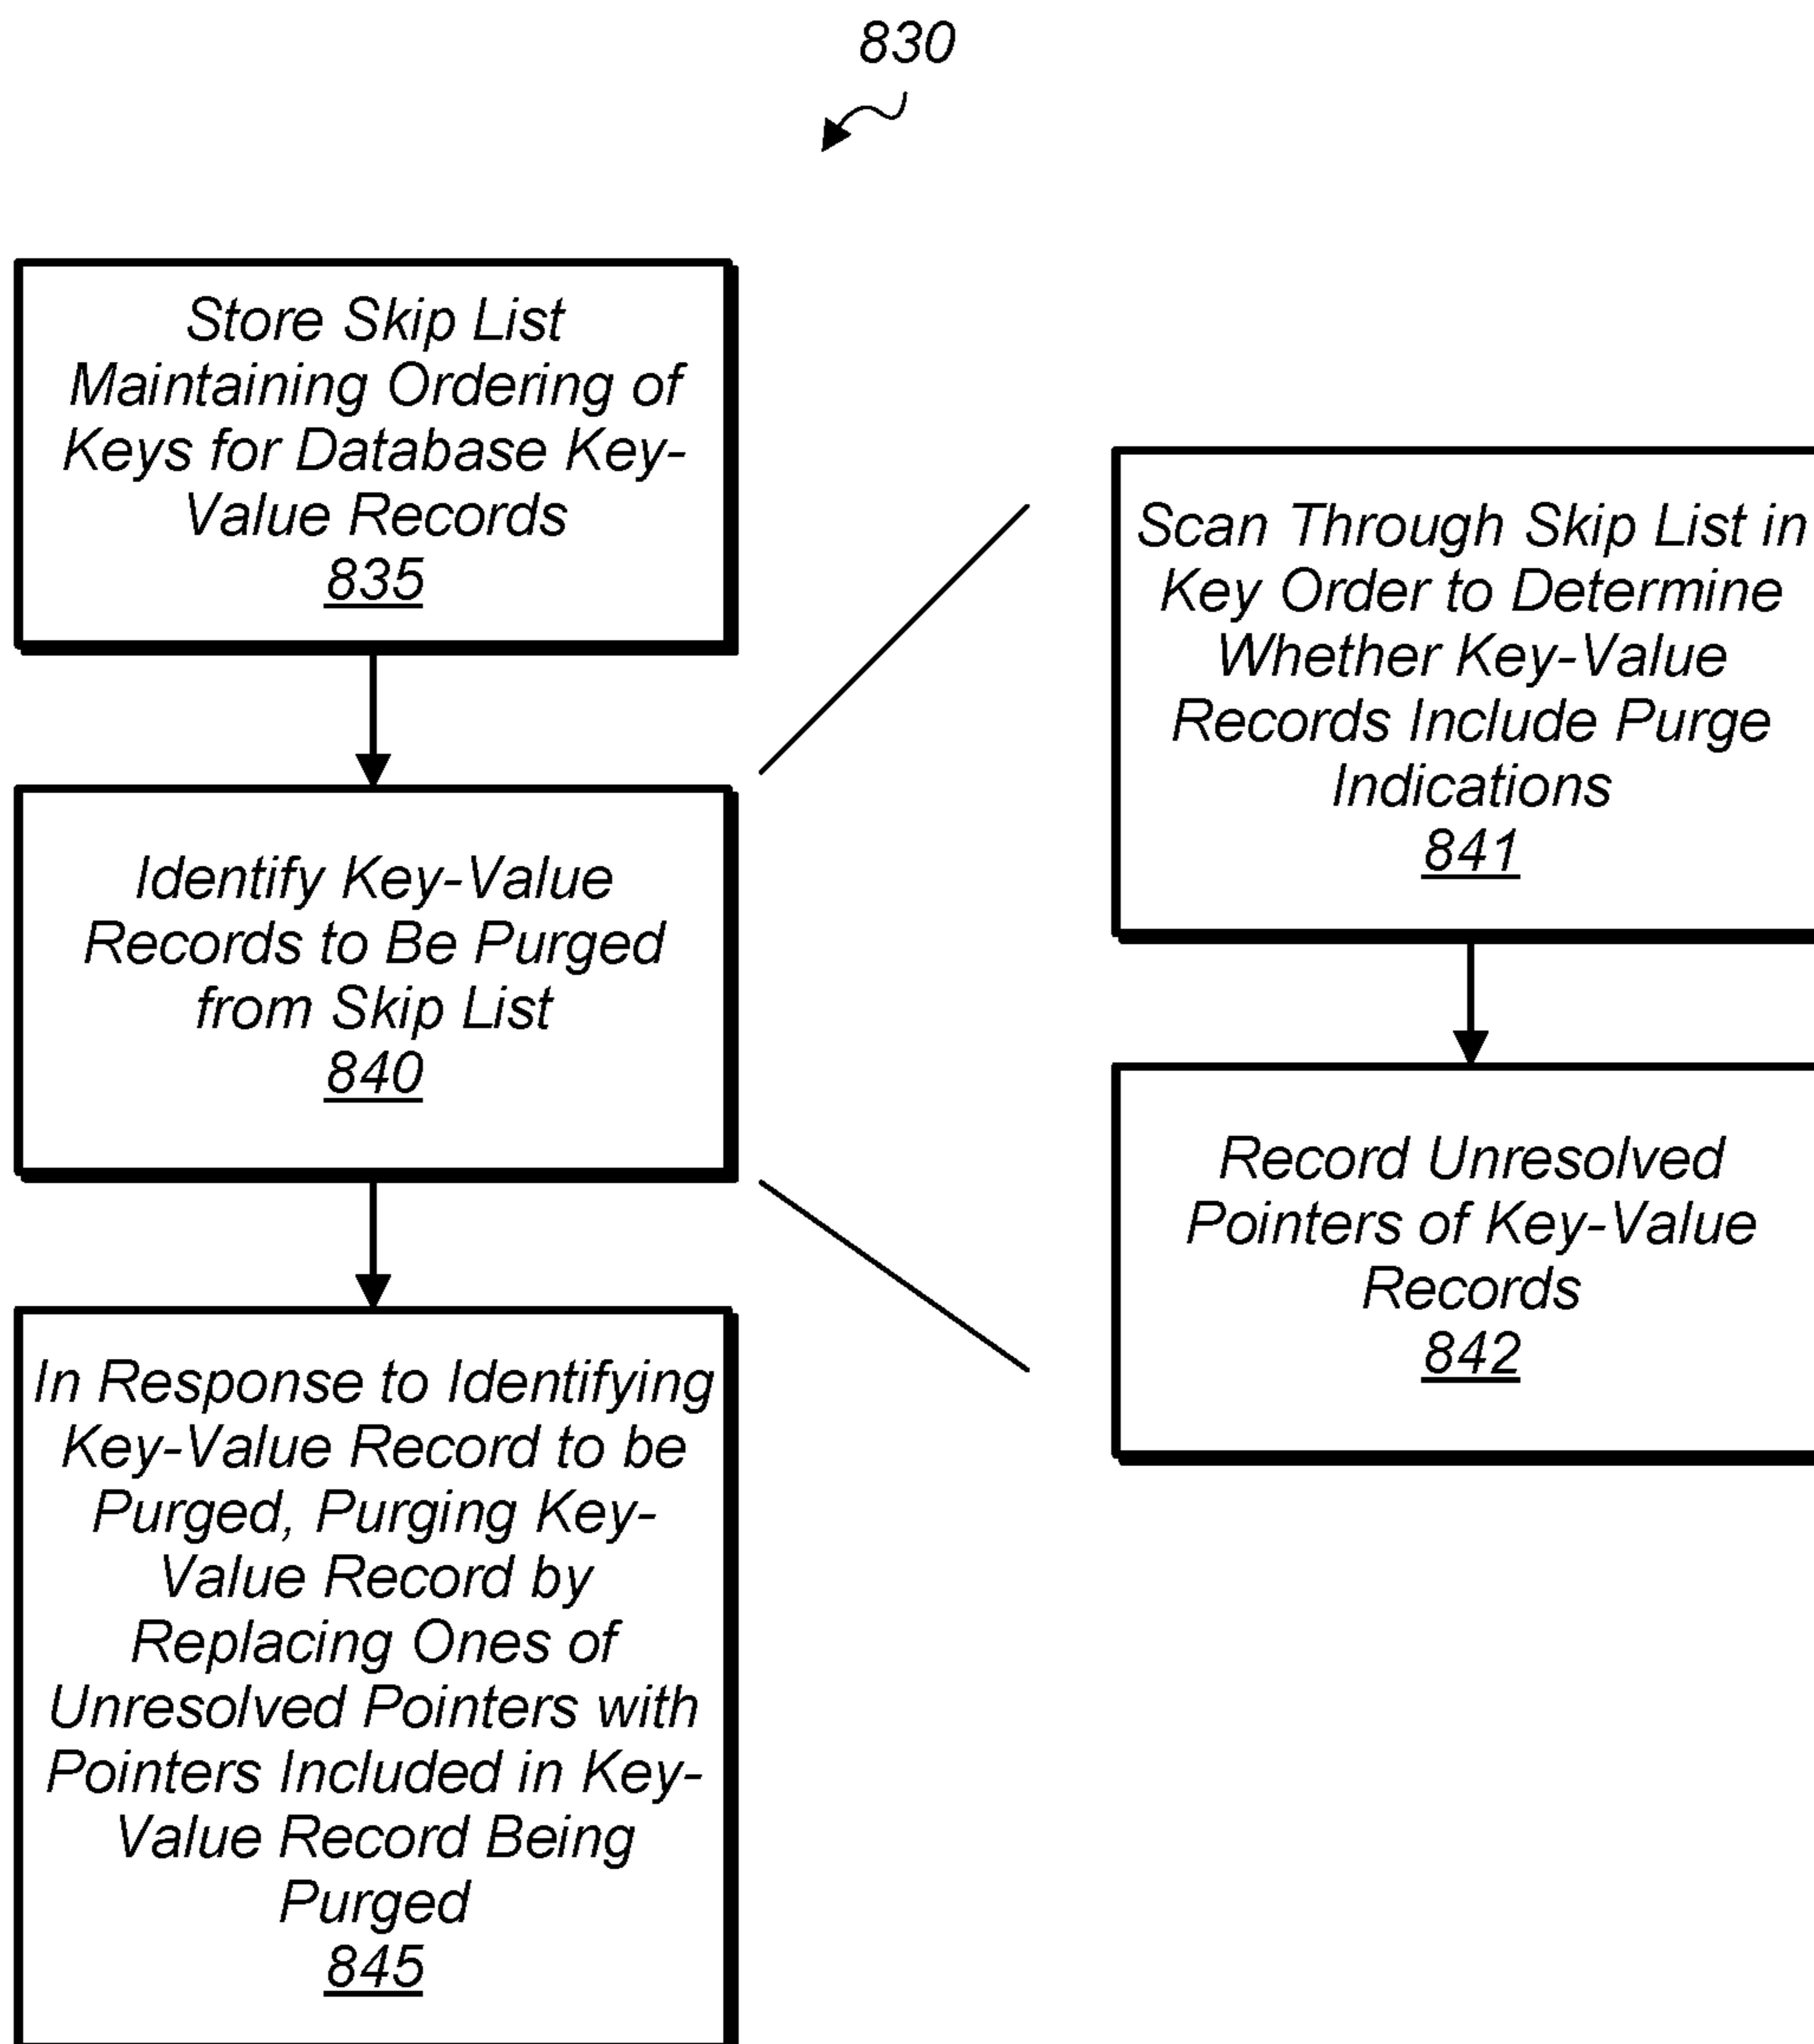 830
Store Skip List
Maintaining Ordering of
Keys for Database Key-
Value Records
835
Identify Key-Value
Records to Be Purged
from Skip List
840
In Response to Identifying
Key-Value Record to be
Purged, Purging Key-
Value Record by
Replacing Ones of
Unresolved Pointers with
Pointers Included in Key-
Value Record Being
Purged
845
Scan Through Skip List in
Key Order to Determine
Whether Key-Value
Records Include Purge
Indications
841
Record Unresolved
Pointers of Key-Value
Records
842